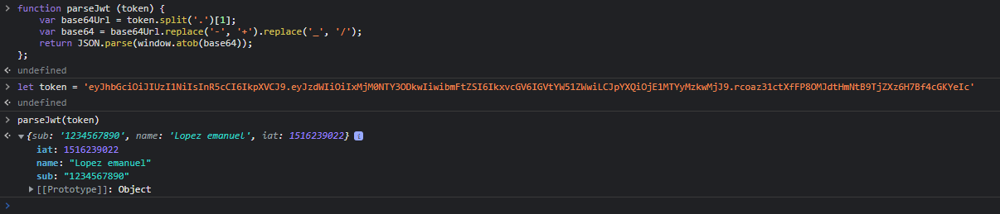 function parseJwt (token) {
var base64Url = token.split('.')[1];
var base64 = base64Url.replace('-', '+').replace('_', '/');
return JSON.parse(window.atob(base64));
};
undefined
let token = 'eyJhbGciOiJIUzI1NiIsInR5cCI6IkpXVCJ9.eyJzdWIiOiIxMjM0NTY3ODkwIiwibmFtZSI6IkxvcGV6IGVtYW51ZWwiLCJpYXQiOjE1MTYyMzkwMjJ9.rcoaz31ctXfFP8OMJdtHmNtB9TjZXz6H7Bf4cGKYeIc'
undefined
parseJwt(token)
{sub: '1234567890', name: 'Lopez emanuel', iat: 1516239022} i
iat: 1516239022
name: "Lopez emanuel"
sub: "1234567890"
[[Prototype]]: Object